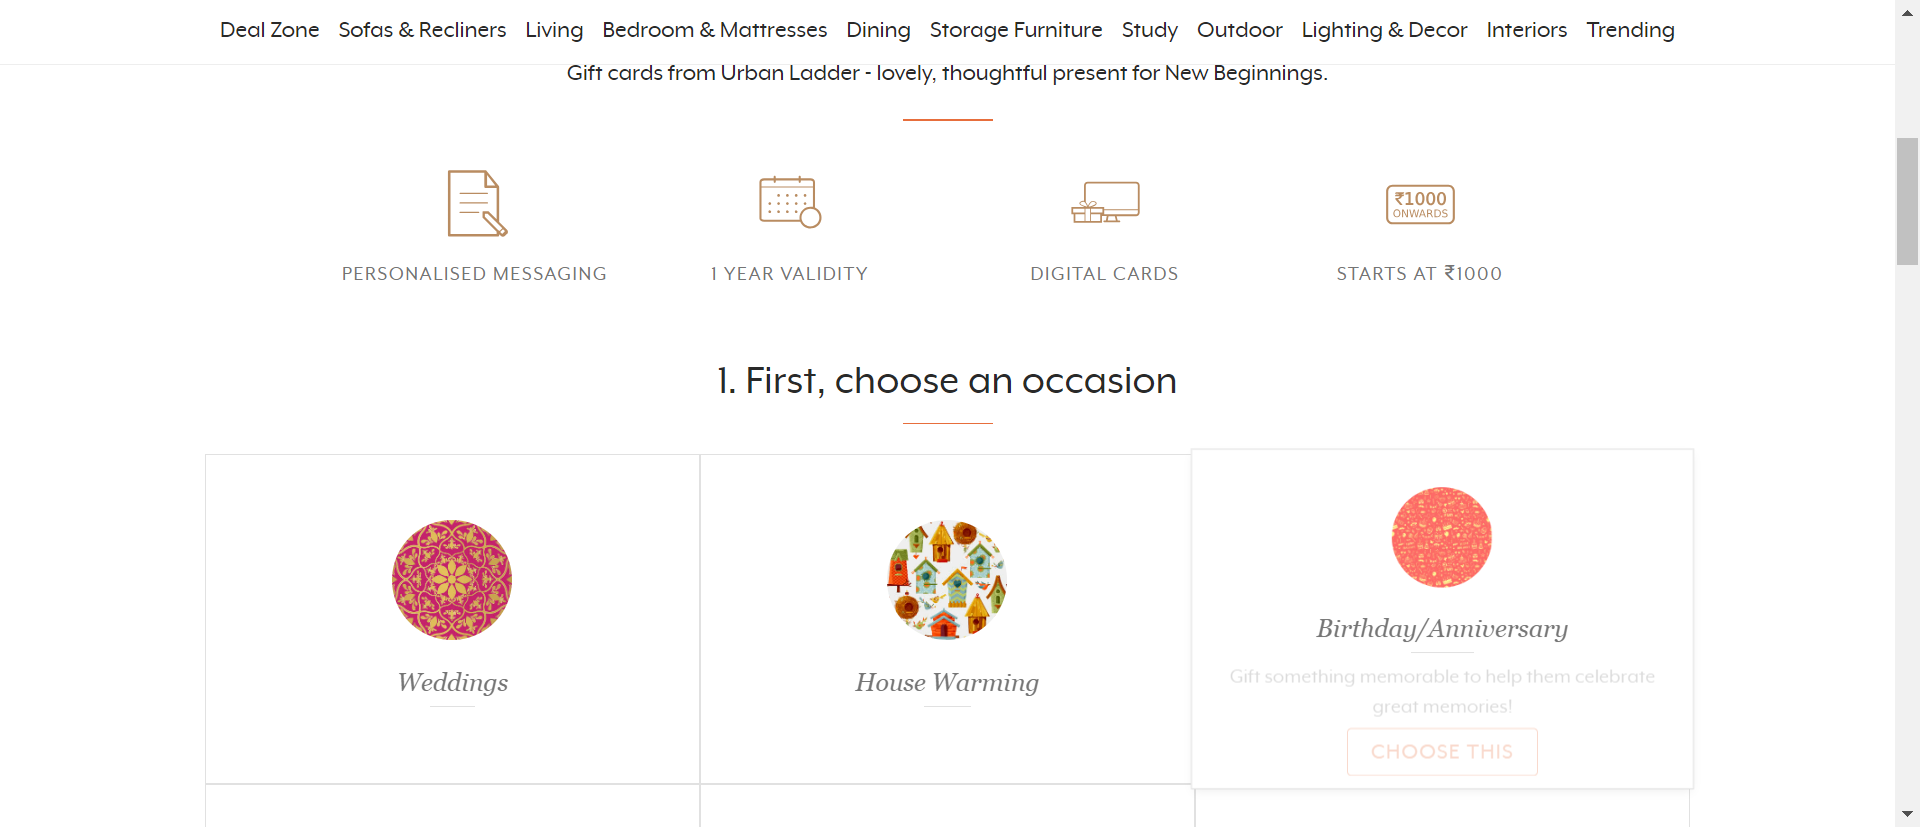 Deal Zone Sofas & Recliners Living Bedroom & Mattresses Dining Storage Furniture Study Outdoor Lighting & Decor Interiors Trending
Gift cards from Urban Ladder - lovely, thoughtful present for New Beginnings.
₹1000
ONWARDS
PERSONALISED MESSAGING
1 YEAR VALIDITY
DIGITAL CARDS
STARTS AT ₹1000
1. First, choose an occasion
Weddings
House Warming
Birthday/Anniversary
Gift something memorable to help them celebrate
great memories!
CHOOSE THIS